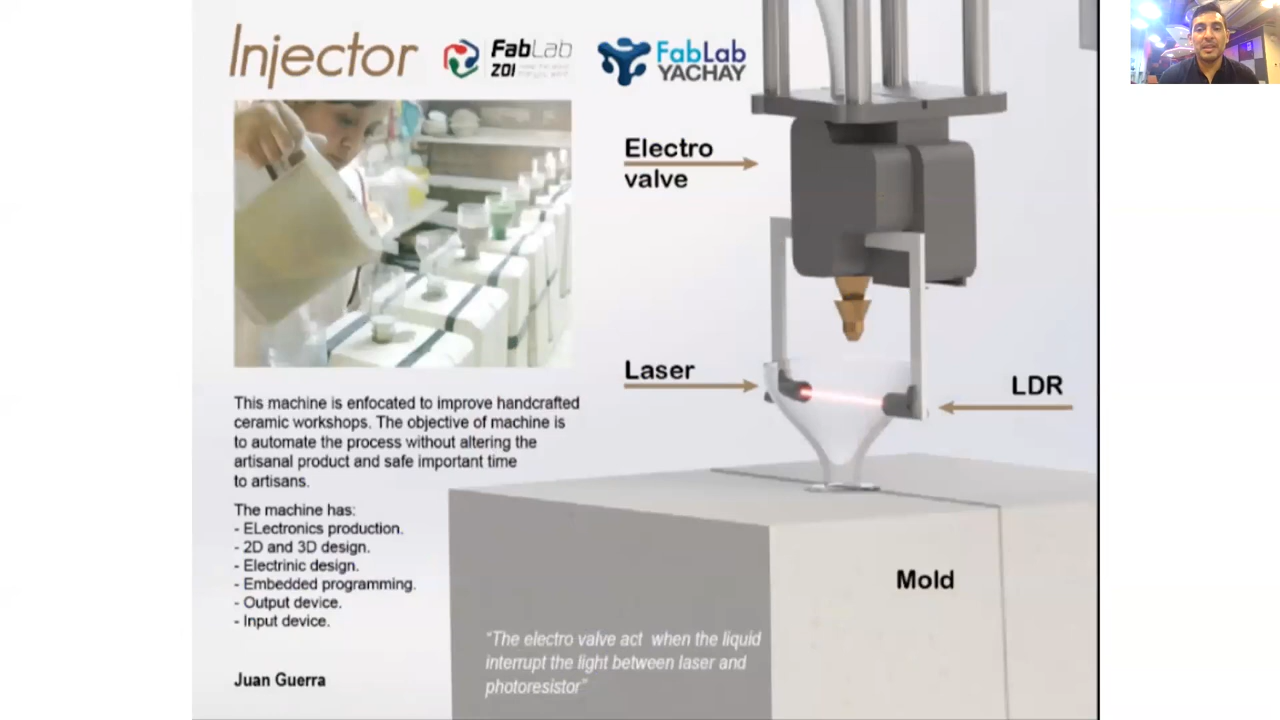 Injector
FabLab
ZOI
FabLab
YACHAY
Electro
valve
Laser
LDR
This machine is enfocated to improve handcrafted
ceramic workshops. The objective of machine is
to automate the process without altering the
artisanal product and safe important time
to artisans.
The machine has:
- ELectronics production.
- 2D and 3D design.
- Electrinic design.
- Embedded programming.
- Output device.
- Input device.
Mold
"The electro valve act when the liquid
interrupt the light between laser and
photoresistor"
Juan Guerra